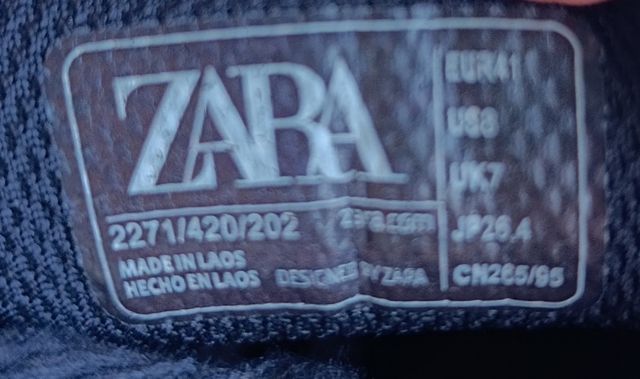 ZARA
2271/420/202 zara.com
MADE IN LAOS
HECHO EN LAOS DESIGNED BY ZARA
EUR41
US8
UK7
JP26.4
CN265/95